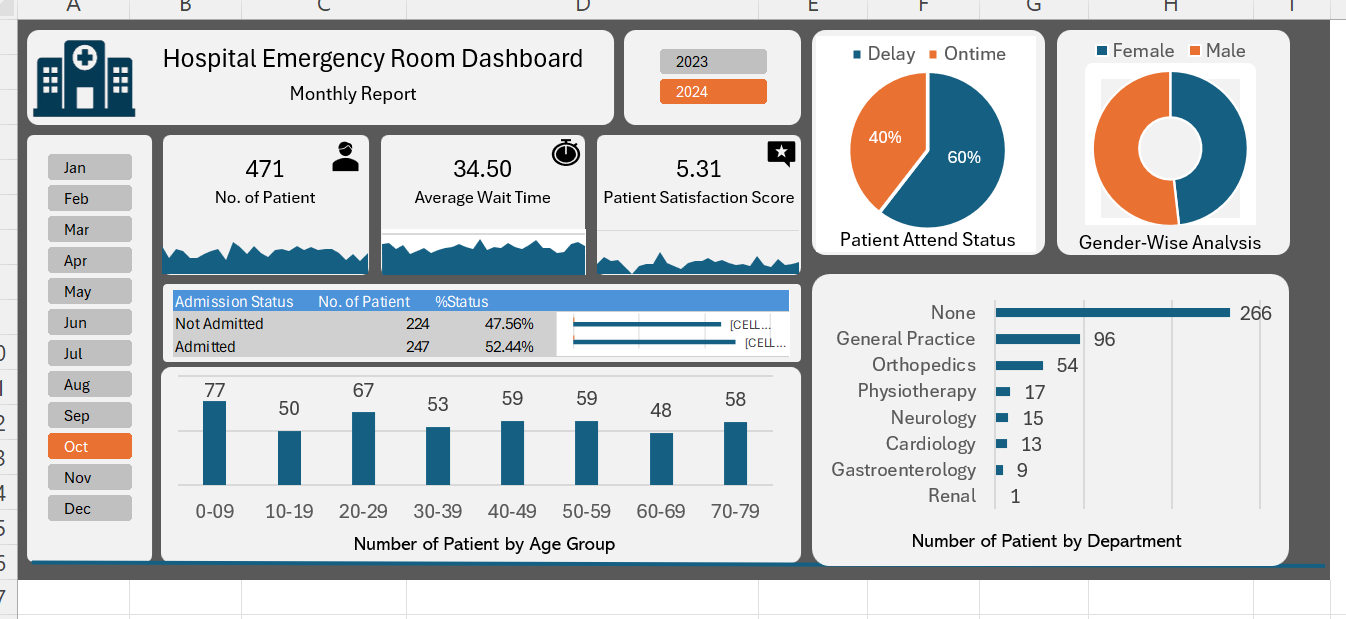 A B C D E F G H I
Hospital Emergency Room Dashboard
Monthly Report
2023
2024
Delay Ontime
40%
60%
Patient Attend Status
Female Male
Gender-Wise Analysis
Jan
Feb
Mar
Apr
May
Jun
Jul
Aug
Sep
Oct
Nov
Dec
471
No. of Patient
34.50
Average Wait Time
5.31
Patient Satisfaction Score
Admission Status No. of Patient %Status
Not Admitted 224 47.56% [CELL...
Admitted 247 52.44% [CELL...
77 50 67 53 59 59 48 58
0-09 10-19 20-29 30-39 40-49 50-59 60-69 70-79
Number of Patient by Age Group
None 266
General Practice 96
Orthopedics 54
Physiotherapy 17
Neurology 15
Cardiology 13
Gastroenterology 9
Renal 1
Number of Patient by Department